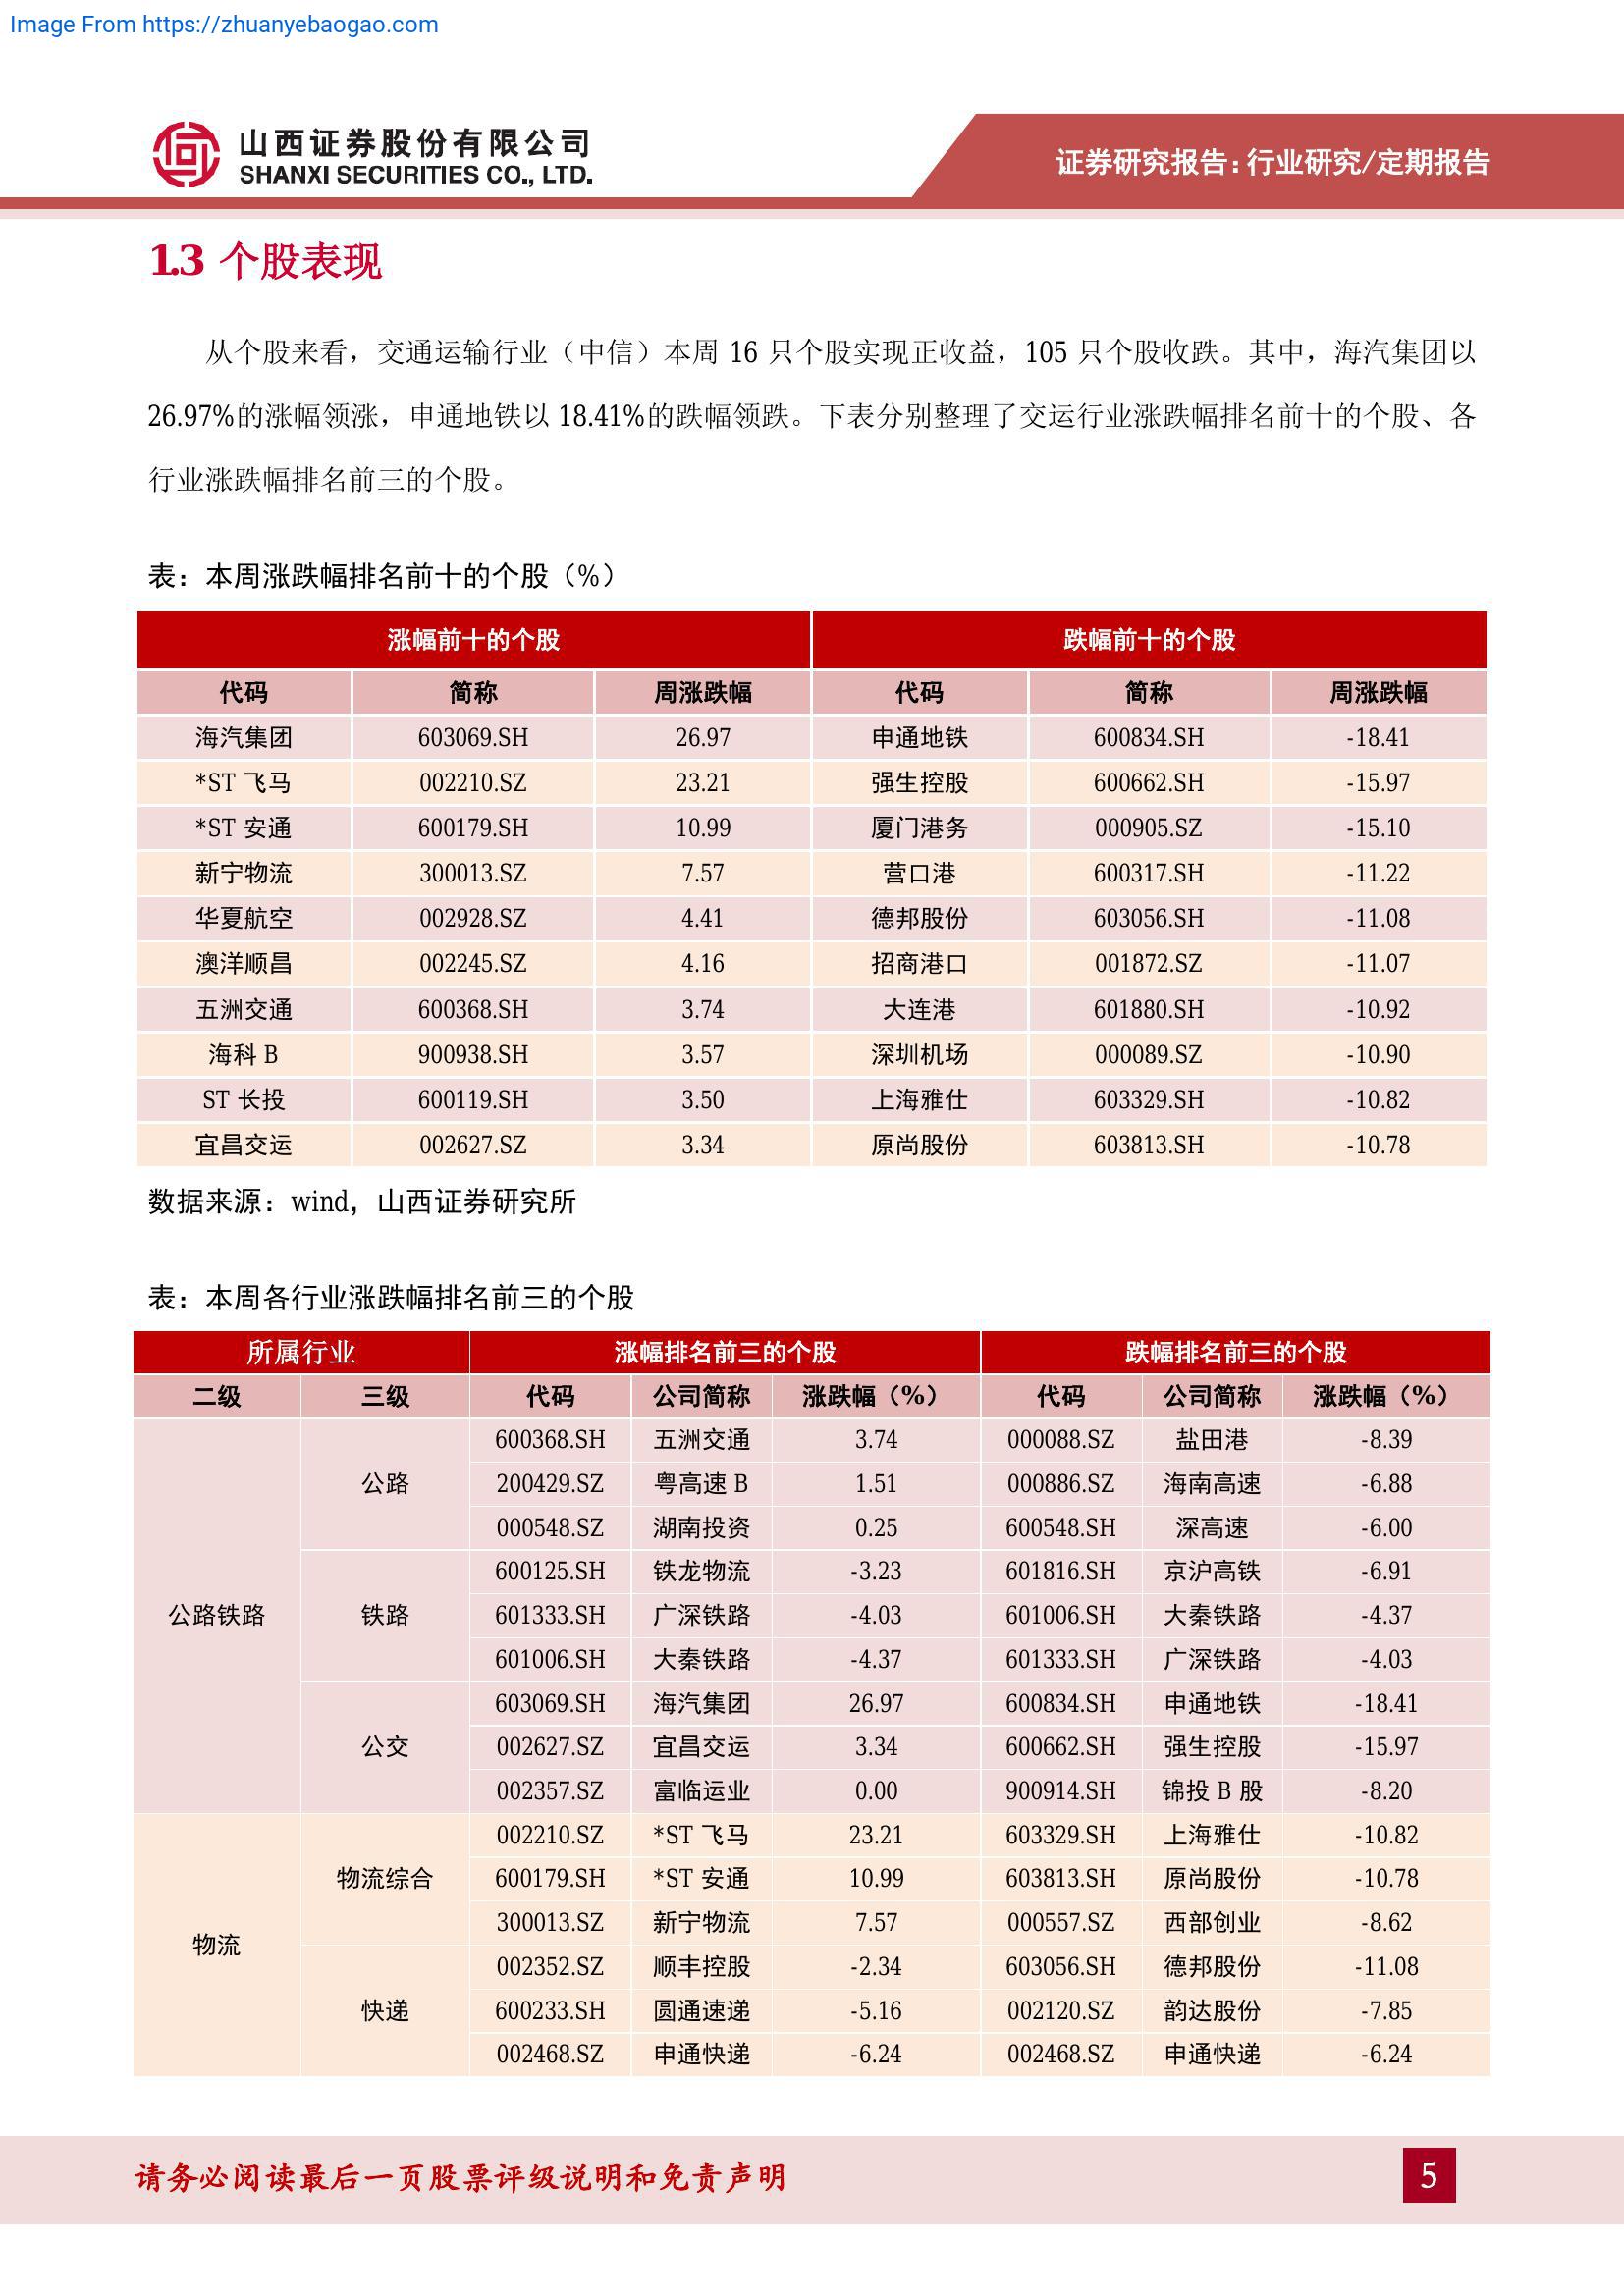 Image From https://zhuanyebaogao.com
山西证券股份有限公司
SHANXI SECURITIES CO., LTD.
证券研究报告：行业研究/定期报告
1.3 个股表现
从个股来看，交通运输行业（中信）本周 16 只个股实现正收益，105 只个股收跌。其中，海汽集团以
26.97%的涨幅领涨，申通地铁以 18.41%的跌幅领跌。下表分别整理了交运行业涨跌幅排名前十的个股、各
行业涨跌幅排名前三的个股。
表：本周涨跌幅排名前十的个股（%）
涨幅前十的个股 跌幅前十的个股
代码 简称 周涨跌幅 代码 简称 周涨跌幅
海汽集团 603069.SH 26.97 申通地铁 600834.SH -18.41
*ST 飞马 002210.SZ 23.21 强生控股 600662.SH -15.97
*ST 安通 600179.SH 10.99 厦门港务 000905.SZ -15.10
新宁物流 300013.SZ 7.57 营口港 600317.SH -11.22
华夏航空 002928.SZ 4.41 德邦股份 603056.SH -11.08
澳洋顺昌 002245.SZ 4.16 招商港口 001872.SZ -11.07
五洲交通 600368.SH 3.74 大连港 601880.SH -10.92
海科 B 900938.SH 3.57 深圳机场 000089.SZ -10.90
ST 长投 600119.SH 3.50 上海雅仕 603329.SH -10.82
宜昌交运 002627.SZ 3.34 原尚股份 603813.SH -10.78
数据来源：wind，山西证券研究所
表：本周各行业涨跌幅排名前三的个股
所属行业 涨幅排名前三的个股 跌幅排名前三的个股
二级 三级 代码 公司简称 涨跌幅（%） 代码 公司简称 涨跌幅（%）
600368.SH 五洲交通 3.74 000088.SZ 盐田港 -8.39
公路 200429.SZ 粤高速 B 1.51 000886.SZ 海南高速 -6.88
000548.SZ 湖南投资 0.25 600548.SH 深高速 -6.00
600125.SH 铁龙物流 -3.23 601816.SH 京沪高铁 -6.91
公路铁路 铁路 601333.SH 广深铁路 -4.03 601006.SH 大秦铁路 -4.37
601006.SH 大秦铁路 -4.37 601333.SH 广深铁路 -4.03
603069.SH 海汽集团 26.97 600834.SH 申通地铁 -18.41
公交 002627.SZ 宜昌交运 3.34 600662.SH 强生控股 -15.97
002357.SZ 富临运业 0.00 900914.SH 锦投 B 股 -8.20
002210.SZ *ST 飞马 23.21 603329.SH 上海雅仕 -10.82
物流综合 600179.SH *ST 安通 10.99 603813.SH 原尚股份 -10.78
300013.SZ 新宁物流 7.57 000557.SZ 西部创业 -8.62
物流
002352.SZ 顺丰控股 -2.34 603056.SH 德邦股份 -11.08
快递 600233.SH 圆通速递 -5.16 002120.SZ 韵达股份 -7.85
002468.SZ 申通快递 -6.24 002468.SZ 申通快递 -6.24
请务必阅读最后一页股票评级说明和免责声明
5